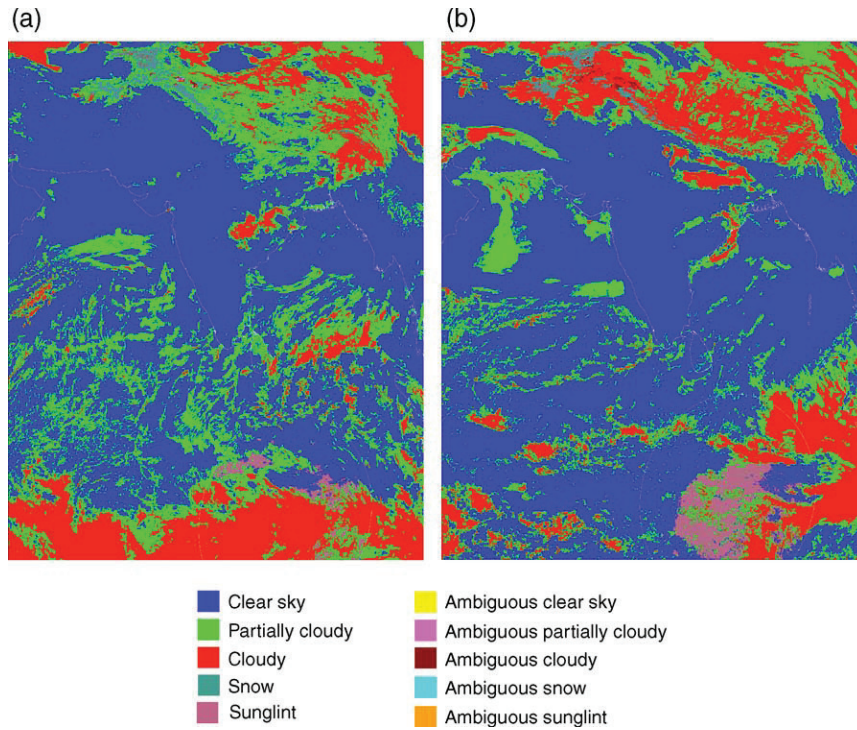 (a)
(b)
Clear sky
Partially cloudy
Cloudy
Snow
Sunglint
Ambiguous clear sky
Ambiguous partially cloudy
Ambiguous cloudy
Ambiguous snow
Ambiguous sunglint